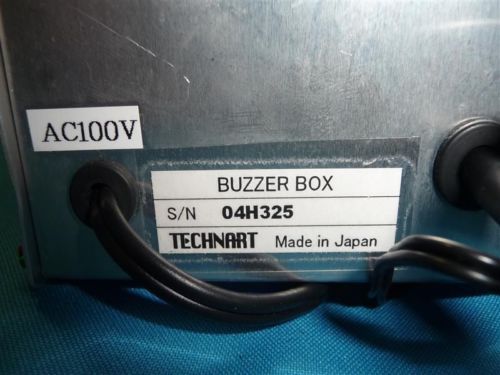 AC100V
BUZZER BOX
S/N 04H325
TECHNART Made in Japan